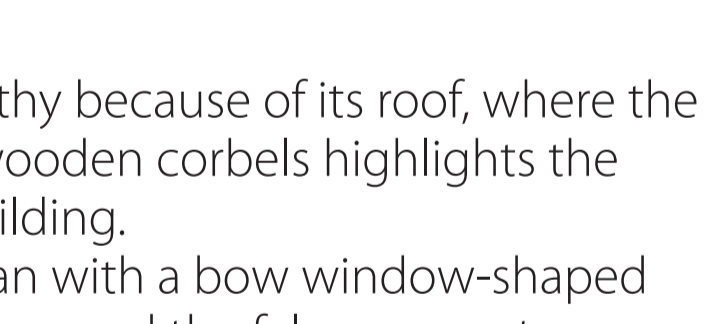 thy because of its roof, where the
ooden corbels highlights the
ilding.
an with a bow window-shaped